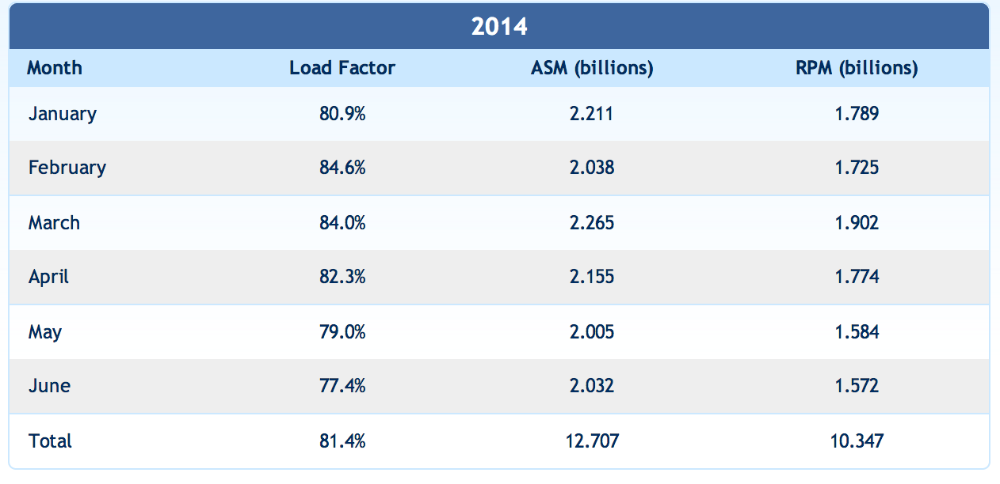 2014
Month Load Factor ASM (billions) RPM (billions)
January 80.9% 2.211 1.789
February 84.6% 2.038 1.725
March 84.0% 2.265 1.902
April 82.3% 2.155 1.774
May 79.0% 2.005 1.584
June 77.4% 2.032 1.572
Total 81.4% 12.707 10.347